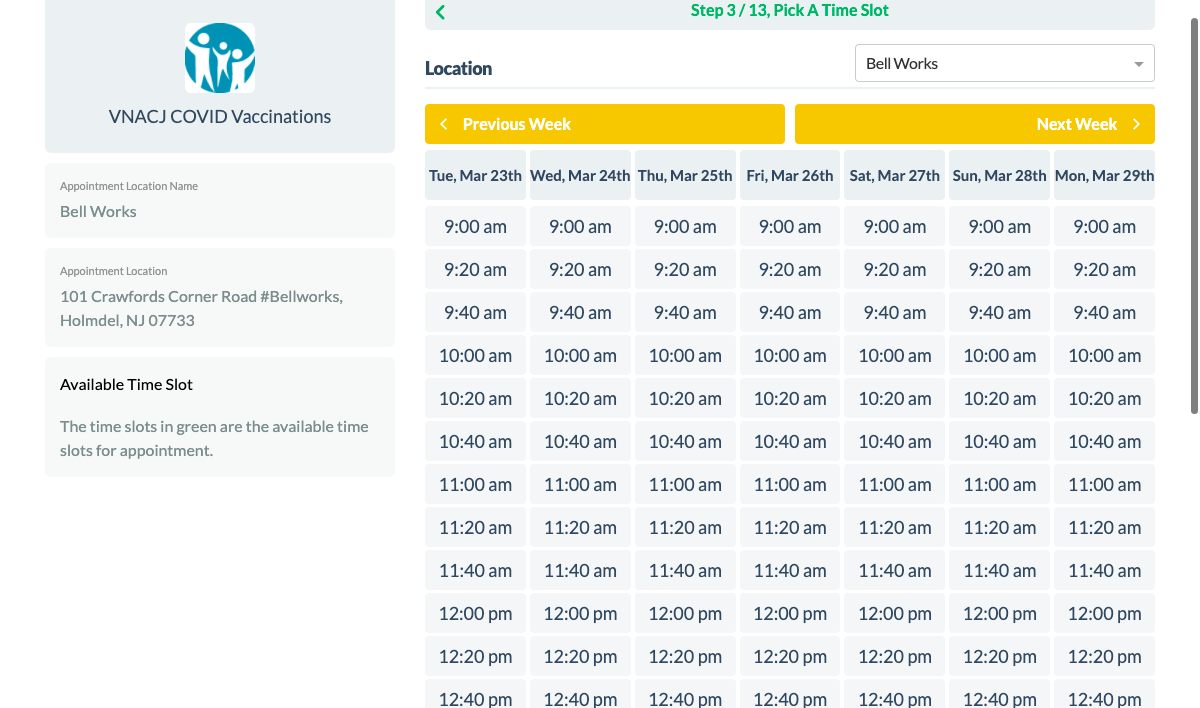 VNACJ COVID Vaccinations
Appointment Location Name
Bell Works
Appointment Location
101 Crawfords Corner Road #Bellworks,
Holmdel, NJ 07733
Available Time Slot
The time slots in green are the available time
slots for appointment.
Step 3 / 13, Pick A Time Slot
Location
Bell Works
Previous Week
Next Week
Tue, Mar 23th Wed, Mar 24th Thu, Mar 25th Fri, Mar 26th Sat, Mar 27th Sun, Mar 28th Mon, Mar 29th
9:00 am 9:00 am 9:00 am 9:00 am 9:00 am 9:00 am 9:00 am
9:20 am 9:20 am 9:20 am 9:20 am 9:20 am 9:20 am 9:20 am
9:40 am 9:40 am 9:40 am 9:40 am 9:40 am 9:40 am 9:40 am
10:00 am 10:00 am 10:00 am 10:00 am 10:00 am 10:00 am 10:00 am
10:20 am 10:20 am 10:20 am 10:20 am 10:20 am 10:20 am 10:20 am
10:40 am 10:40 am 10:40 am 10:40 am 10:40 am 10:40 am 10:40 am
11:00 am 11:00 am 11:00 am 11:00 am 11:00 am 11:00 am 11:00 am
11:20 am 11:20 am 11:20 am 11:20 am 11:20 am 11:20 am 11:20 am
11:40 am 11:40 am 11:40 am 11:40 am 11:40 am 11:40 am 11:40 am
12:00 pm 12:00 pm 12:00 pm 12:00 pm 12:00 pm 12:00 pm 12:00 pm
12:20 pm 12:20 pm 12:20 pm 12:20 pm 12:20 pm 12:20 pm 12:20 pm
12:40 pm 12:40 pm 12:40 pm 12:40 pm 12:40 pm 12:40 pm 12:40 pm